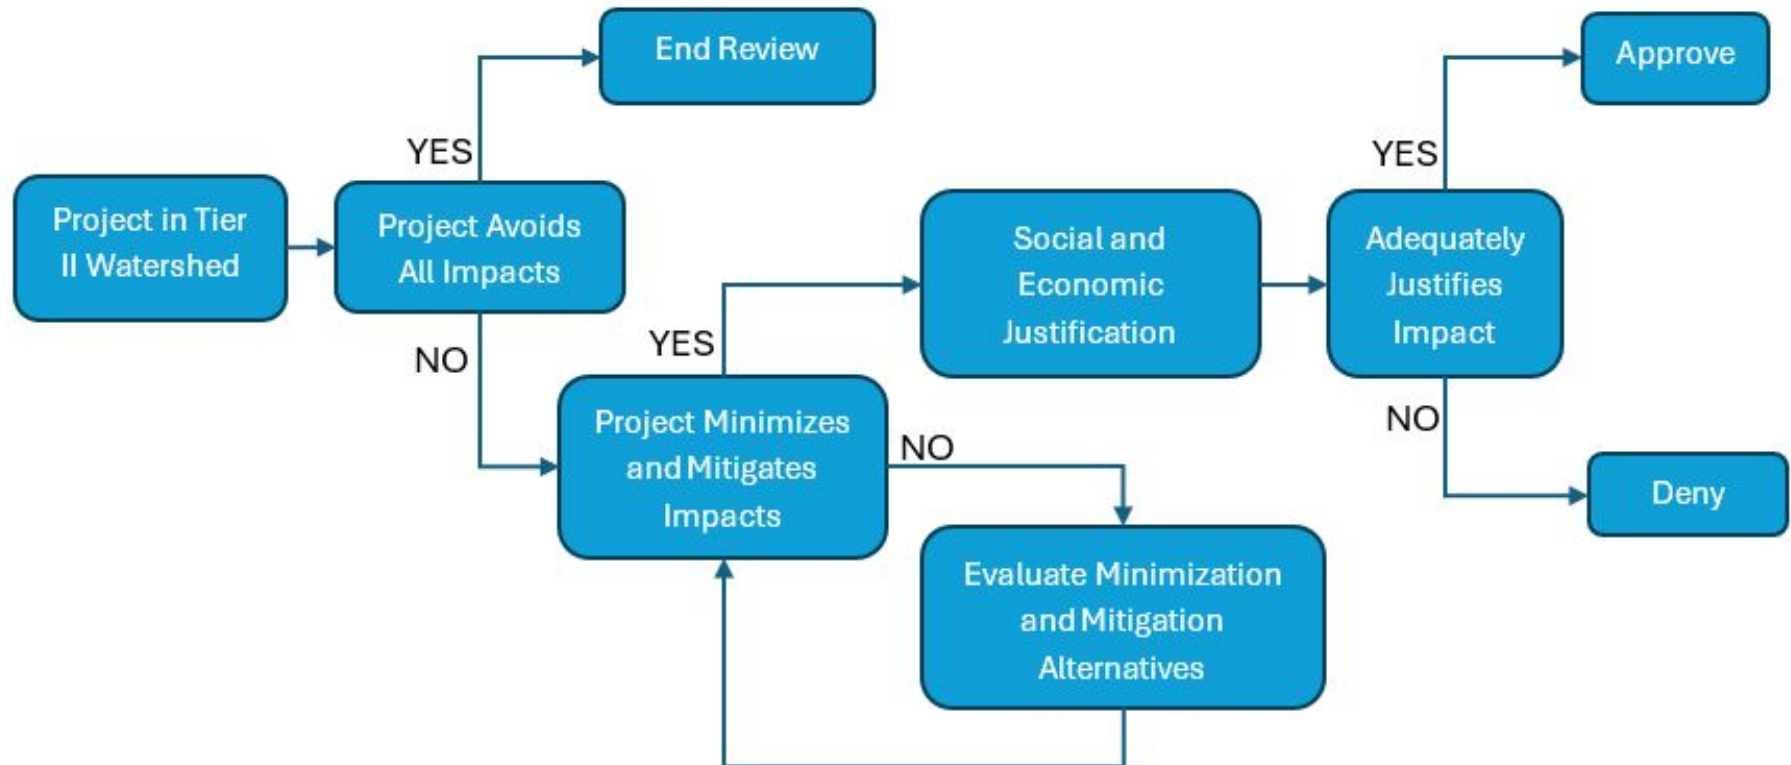 End Review
Approve
YES
YES
Project in Tier
II Watershed
Project Avoids
All Impacts
Social and
Economic
Justification
Adequately
Justifies
Impact
NO
YES
Project Minimizes
and Mitigates
Impacts
NO
NO
Deny
Evaluate Minimization
and Mitigation
Alternatives